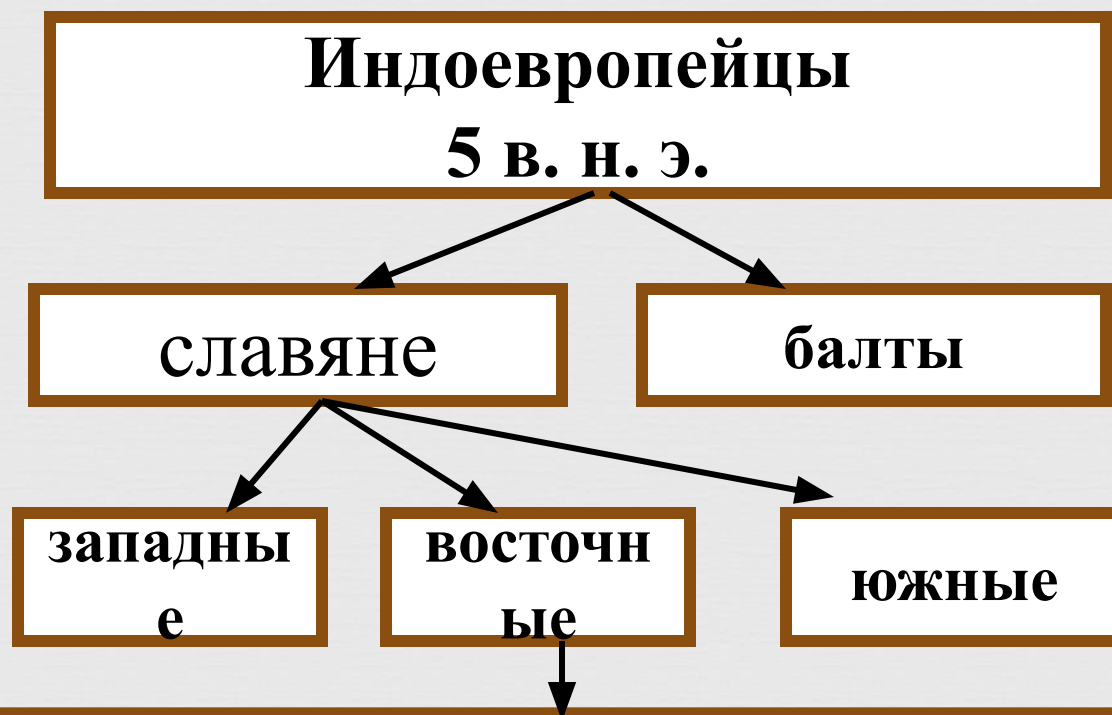 Индоевропейцы
5 в. н. э.
славяне
балты
западны
е
восточн
ые
южные